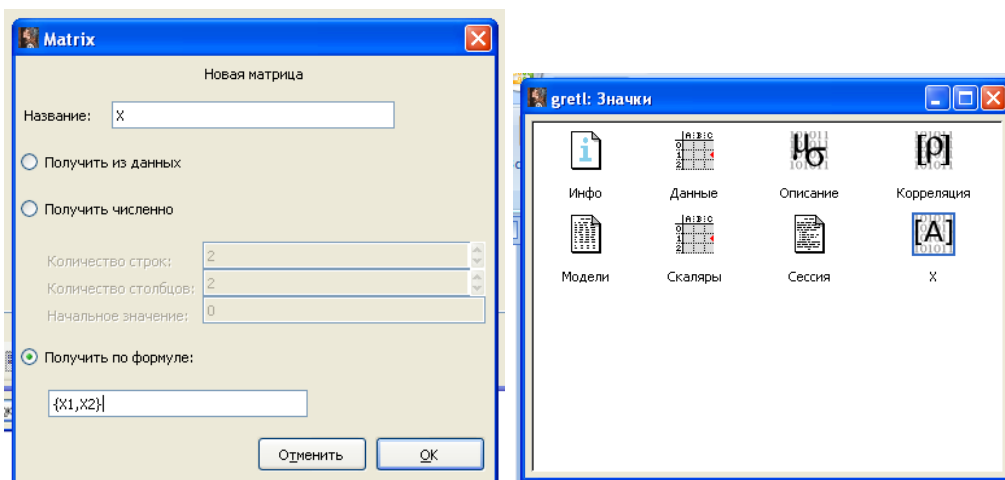 Matrix
Новая матрица
Название: X
Получить из данных
Получить численно
Количество строк: 2
Количество столбцов: 2
Начальное значение: 0
Получить по формуле:
{X1,X2}
Отменить OK
gretl: Значки
Инфо Данные Описание Корреляция
Модели Скаляры Сессия X